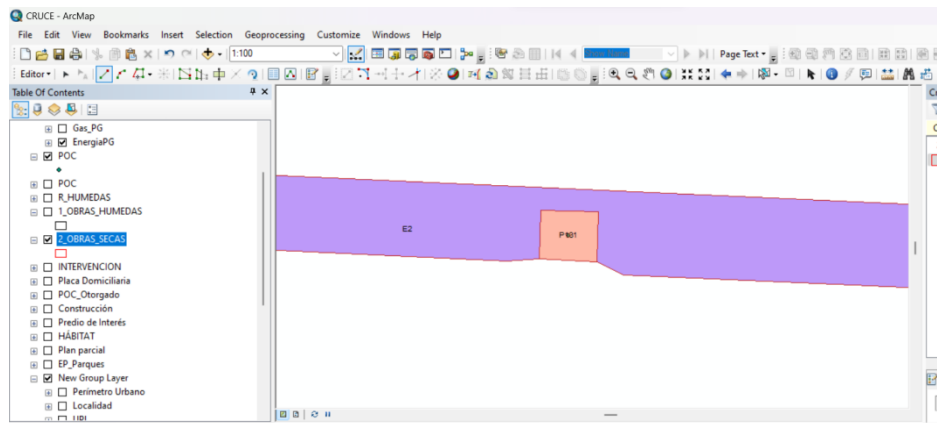 CRUCE - ArcMap
File Edit View Bookmarks Insert Selection Geoprocessing Customize Windows Help
1:100
Page Text
Editor
Table Of Contents
Gas_PG
EnergiaPG
POC
POC
R_HUMEDAS
1_OBRAS_HUMEDAS
2_OBRAS_SECAS
INTERVENCION
Placa Domiciliaria
POC_Otorgado
Construcción
Predio de Interés
HÁBITAT
Plan parcial
EP_Parques
New Group Layer
Perímetro Urbano
Localidad
E2